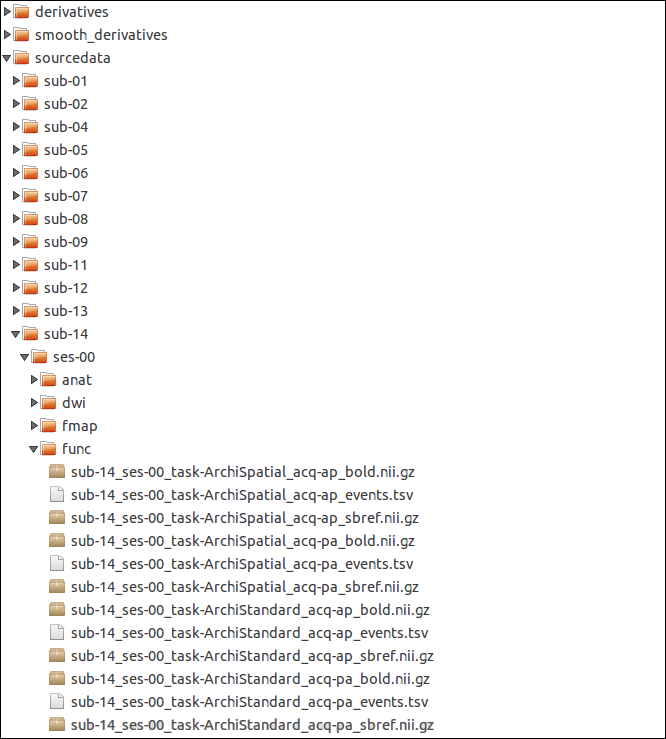 derivatives
smooth_derivatives
sourcedata
sub-01
sub-02
sub-04
sub-05
sub-06
sub-07
sub-08
sub-09
sub-11
sub-12
sub-13
sub-14
ses-00
anat
dwi
fmap
func
sub-14_ses-00_task-ArchiSpatial_acq-ap_bold.nii.gz
sub-14_ses-00_task-ArchiSpatial_acq-ap_events.tsv
sub-14_ses-00_task-ArchiSpatial_acq-ap_sbref.nii.gz
sub-14_ses-00_task-ArchiSpatial_acq-pa_bold.nii.gz
sub-14_ses-00_task-ArchiSpatial_acq-pa_events.tsv
sub-14_ses-00_task-ArchiSpatial_acq-pa_sbref.nii.gz
sub-14_ses-00_task-ArchiStandard_acq-ap_bold.nii.gz
sub-14_ses-00_task-ArchiStandard_acq-ap_events.tsv
sub-14_ses-00_task-ArchiStandard_acq-ap_sbref.nii.gz
sub-14_ses-00_task-ArchiStandard_acq-pa_bold.nii.gz
sub-14_ses-00_task-ArchiStandard_acq-pa_events.tsv
sub-14_ses-00_task-ArchiStandard_acq-pa_sbref.nii.gz